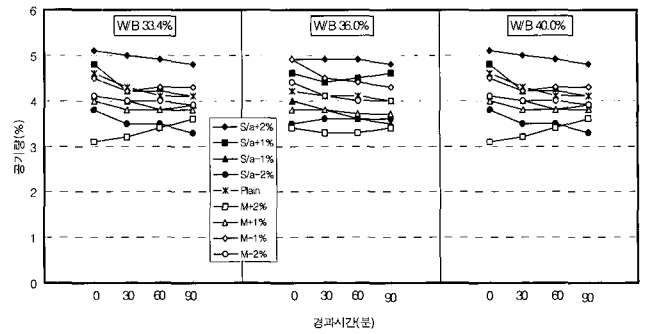 W/B 33.4%
W/B 36.0%
W/B 40.0%
6
5
4
3
2
1
0
공기량(%)
S/a+2%
S/a+1%
S/a-1%
S/a-2%
Plain
M+2%
M+1%
M-1%
M-2%
0 30 60 90
0 30 60 90
0 30 60 90
경과시간(분)